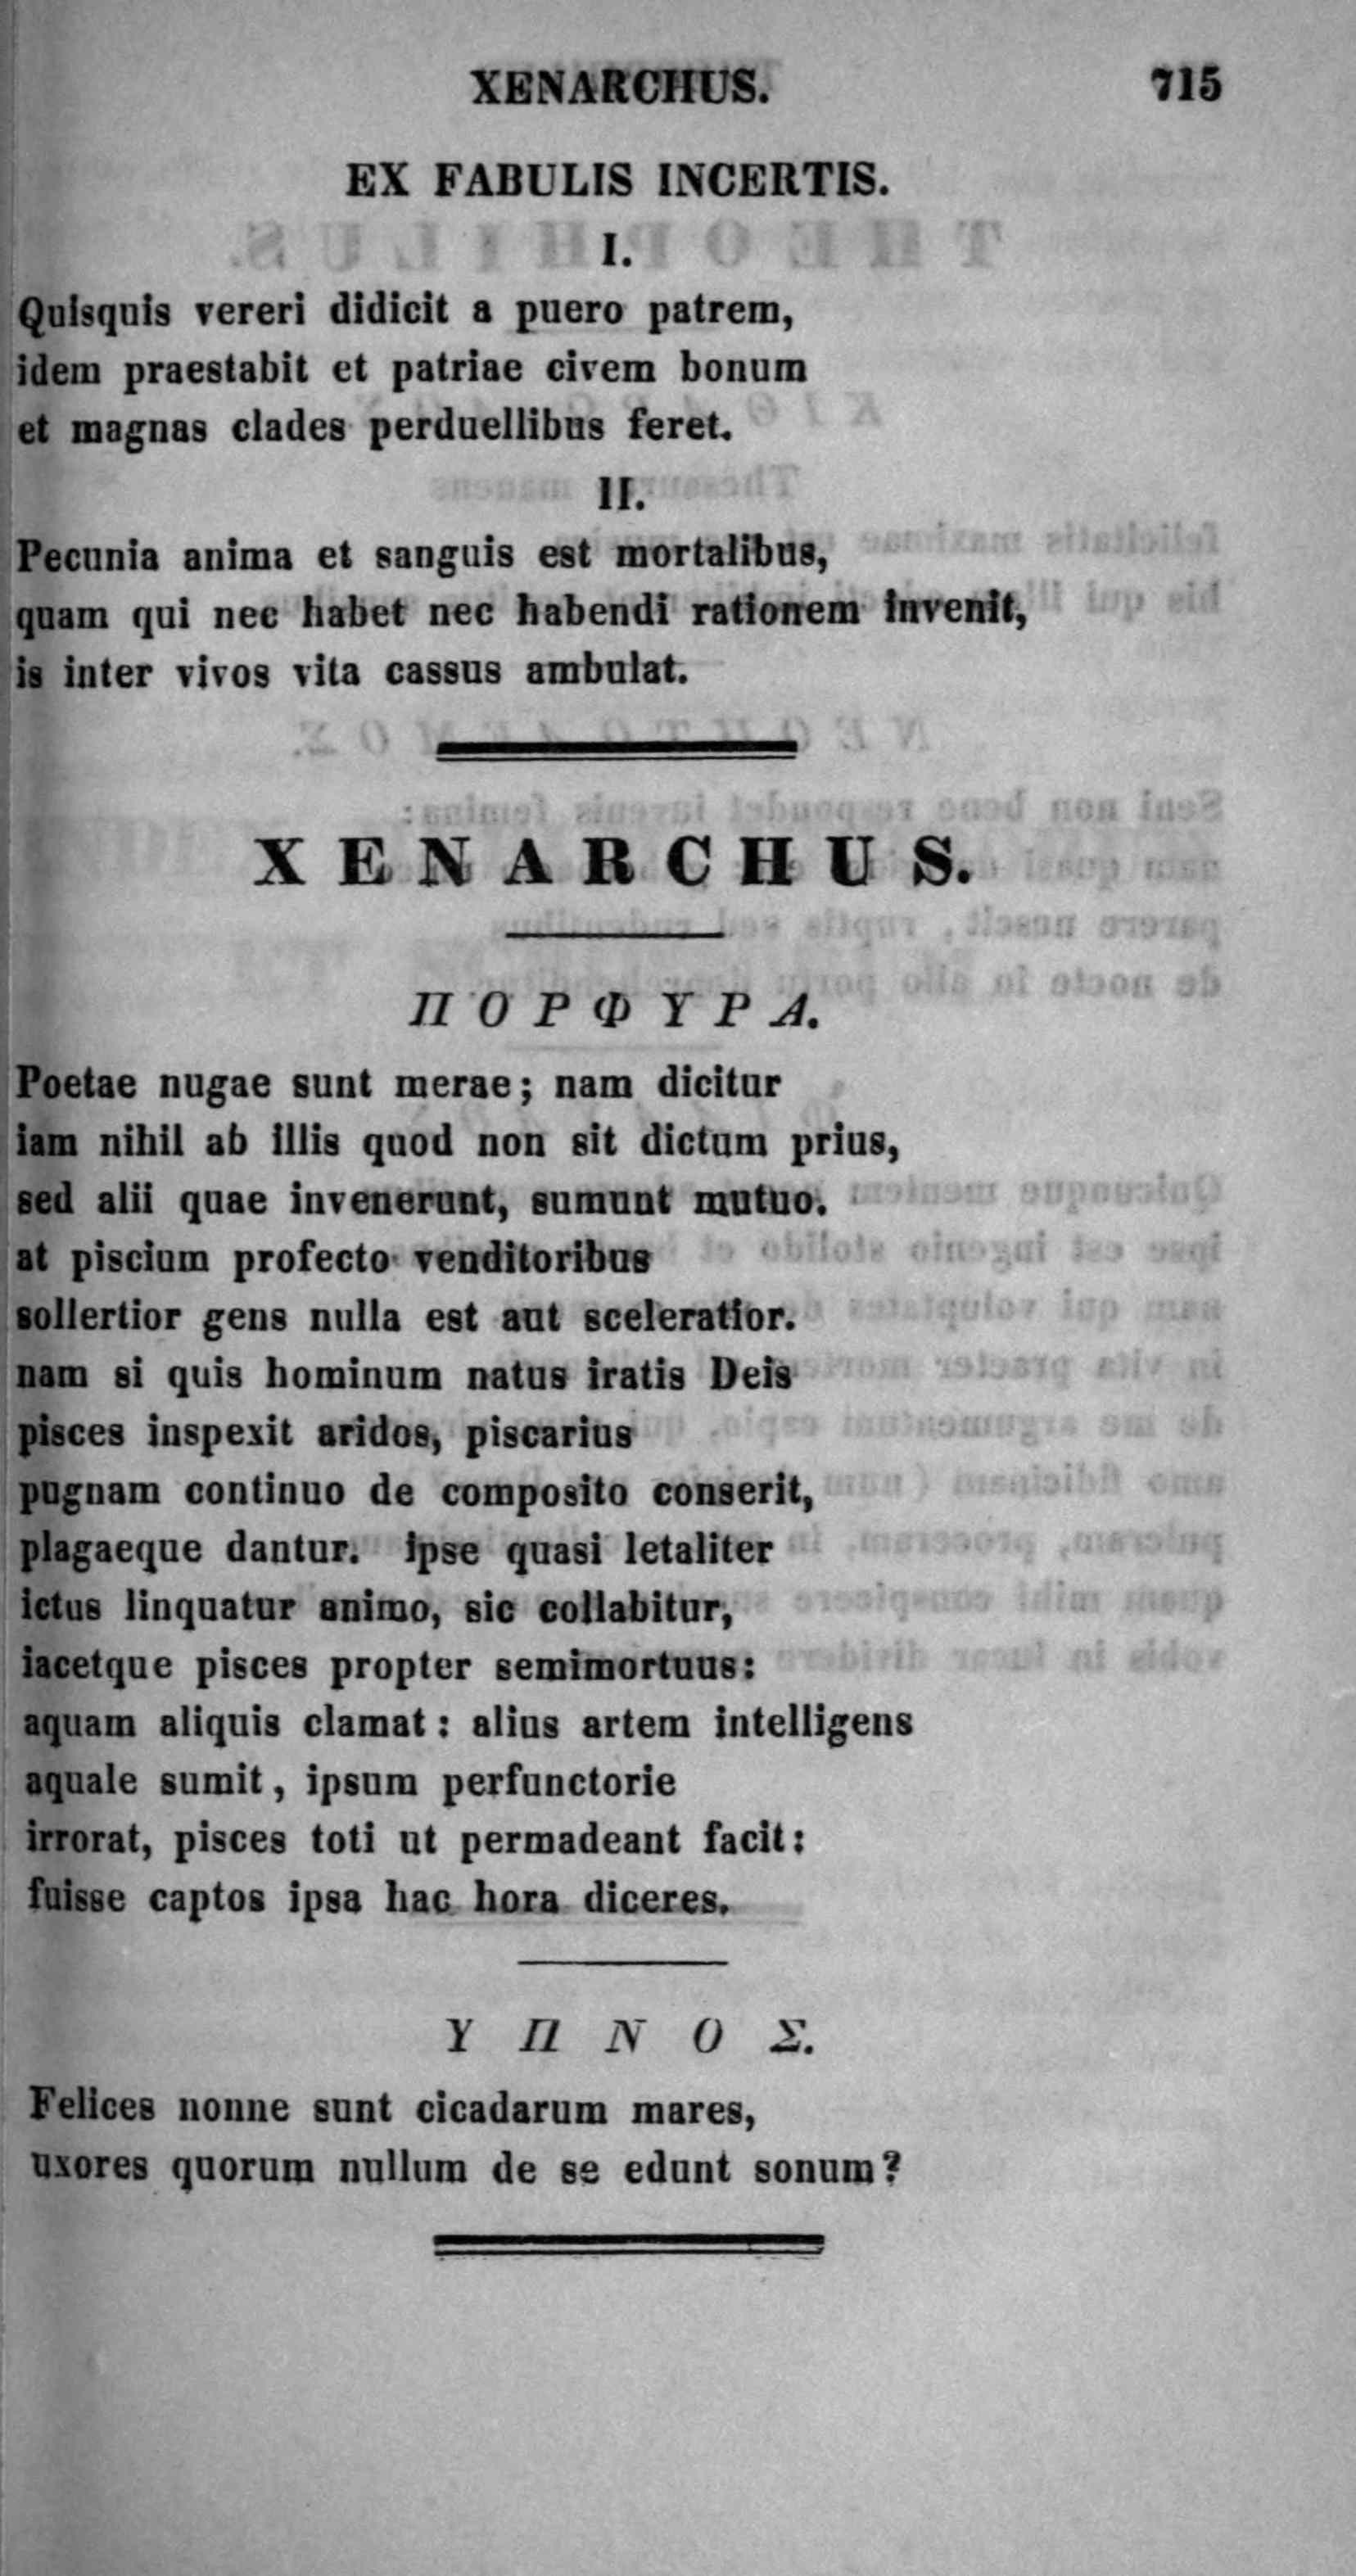 XENARCHUS. 715
EX FABULIS INCERTIS.
I.
Quisquis vereri didicit a puero patrem,
idem praestabit et patriae civem bonum
et magnas clades perduellibus feret.
II.
Pecunia anima et sanguis est mortalibus,
quam qui nec habet nec habendi rationem invenit,
is inter vivos vita cassus ambulat.
XENARCHUS.
ΠΟΡΦΥΡΑ.
Poetae nugae sunt merae; nam dicitur
iam nihil ab illis quod non sit dictum prius,
sed alii quae invenerunt, sumunt mutuo.
at piscium profecto venditoribus
sollertior gens nulla est aut sceleratior.
nam si quis hominum natus iratis Deis
pisces inspexit aridos, piscarius
pugnam continuo de composito conserit,
plagaeque dantur. ipse quasi letaliter
ictus linquatur animo, sic collabitur,
iacetque pisces propter semimortuus:
aquam aliquis clamat: alius artem intelligens
aquale sumit, ipsum perfunctorie
irrorat, pisces toti ut permadeant facit:
fuisse captos ipsa hac hora diceres.
ΥΠΝΟΣ.
Felices nonne sunt cicadarum mares,
uxores quorum nullum de se edunt sonum?